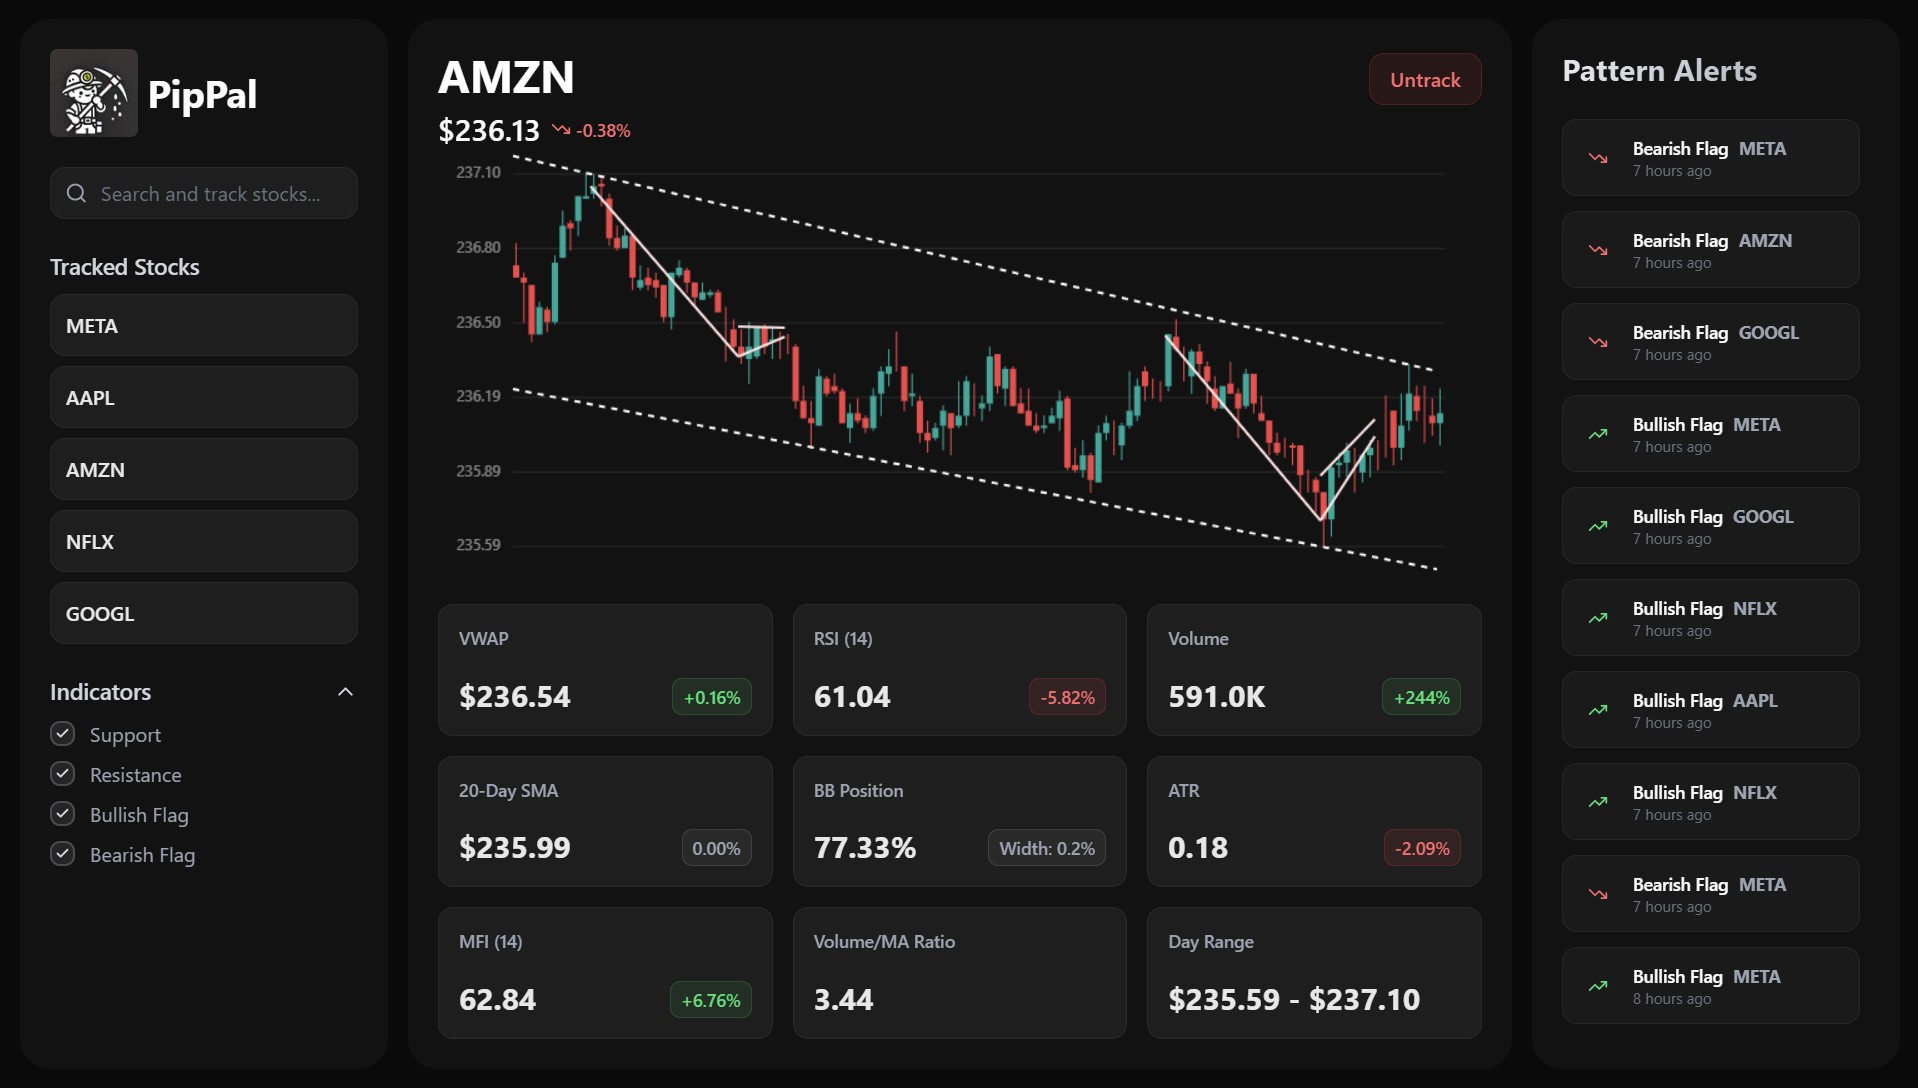 PipPal
Search and track stocks...
Tracked Stocks
META
AAPL
AMZN
NFLX
GOOGL
Indicators
Support
Resistance
Bullish Flag
Bearish Flag
AMZN
Untrack
$236.13 -0.38%
237.10
236.80
236.50
236.19
235.89
235.59
VWAP
$236.54 +0.16%
RSI (14)
61.04 -5.82%
Volume
591.0K +244%
20-Day SMA
$235.99 0.00%
BB Position
77.33% Width: 0.2%
ATR
0.18 -2.09%
MFI (14)
62.84 +6.76%
Volume/MA Ratio
3.44
Day Range
$235.59 - $237.10
Pattern Alerts
Bearish Flag META
7 hours ago
Bearish Flag AMZN
7 hours ago
Bearish Flag GOOGL
7 hours ago
Bullish Flag META
7 hours ago
Bullish Flag GOOGL
7 hours ago
Bullish Flag NFLX
7 hours ago
Bullish Flag AAPL
7 hours ago
Bullish Flag NFLX
7 hours ago
Bearish Flag META
7 hours ago
Bullish Flag META
8 hours ago